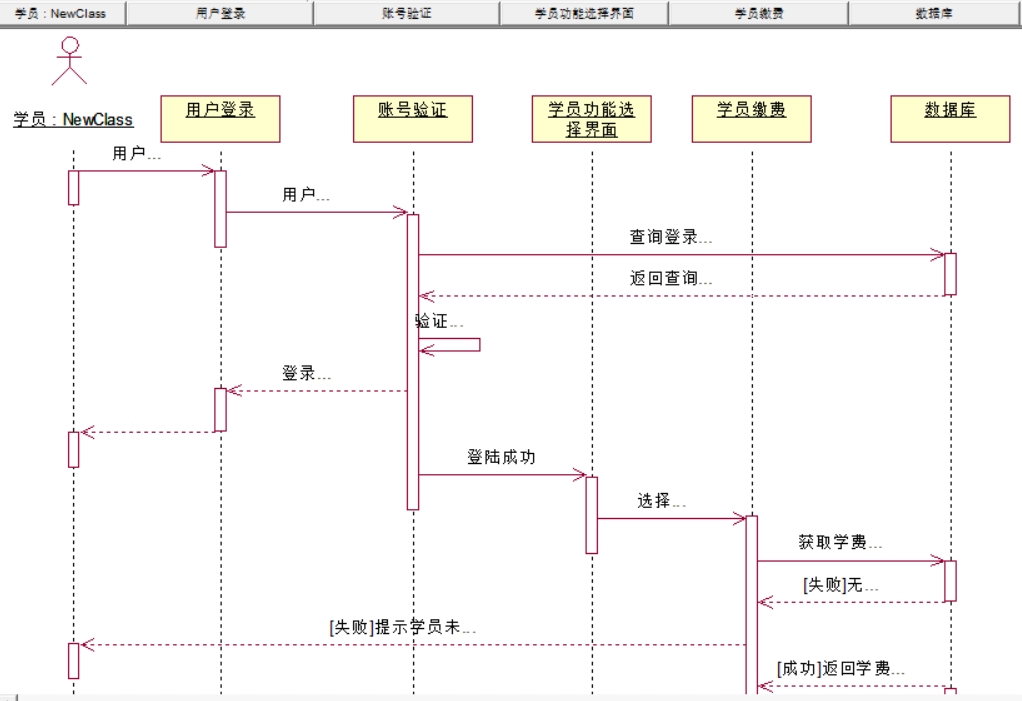 学员 : NewClass
用户登录
账号验证
学员功能选择界面
学员缴费
数据库
学员 : NewClass
用户登录
账号验证
学员功能选
择界面
学员缴费
数据库
用户...
用户...
查询登录...
返回查询...
验证...
登录...
登陆成功
选择...
获取学费...
[失败]无...
[失败]提示学员未...
[成功]返回学费...